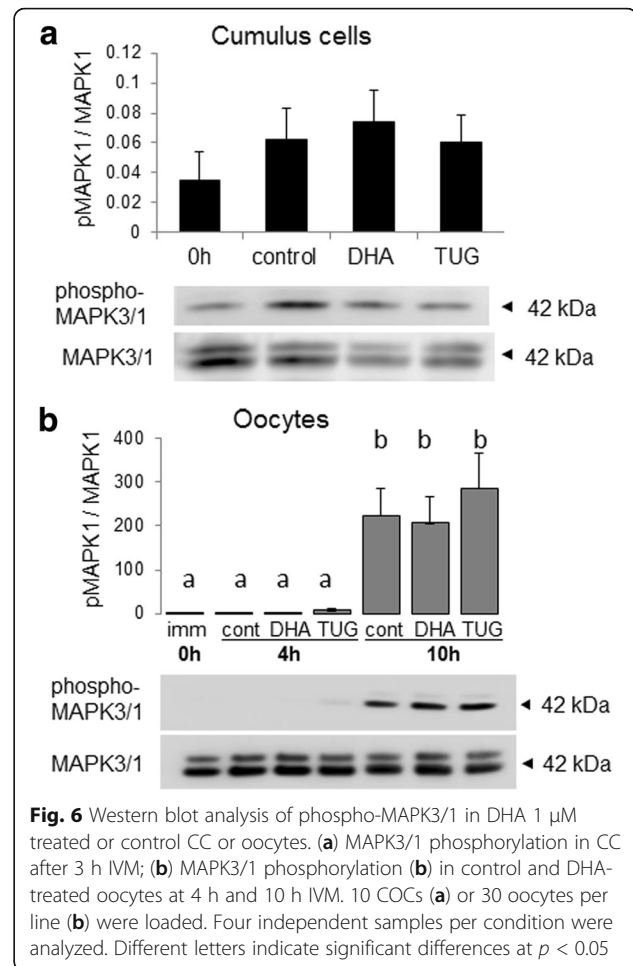 a
Cumulus cells
pMAPK1 / MAPK1
0.12
0.1
0.08
0.06
0.04
0.02
0
0h control DHA TUG
phospho-
MAPK3/1
42 kDa
MAPK3/1
42 kDa
b
Oocytes
pMAPK1 / MAPK1
400
300
200
100
0
a a a a b b b
imm cont DHA TUG cont DHA TUG
0h 4h 10h
phospho-
MAPK3/1
42 kDa
MAPK3/1
42 kDa
Fig. 6 Western blot analysis of phospho-MAPK3/1 in DHA 1 μM
treated or control CC or oocytes. (a) MAPK3/1 phosphorylation in CC
after 3 h IVM; (b) MAPK3/1 phosphorylation (b) in control and DHA-
treated oocytes at 4 h and 10 h IVM. 10 COCs (a) or 30 oocytes per
line (b) were loaded. Four independent samples per condition were
analyzed. Different letters indicate significant differences at p < 0.05